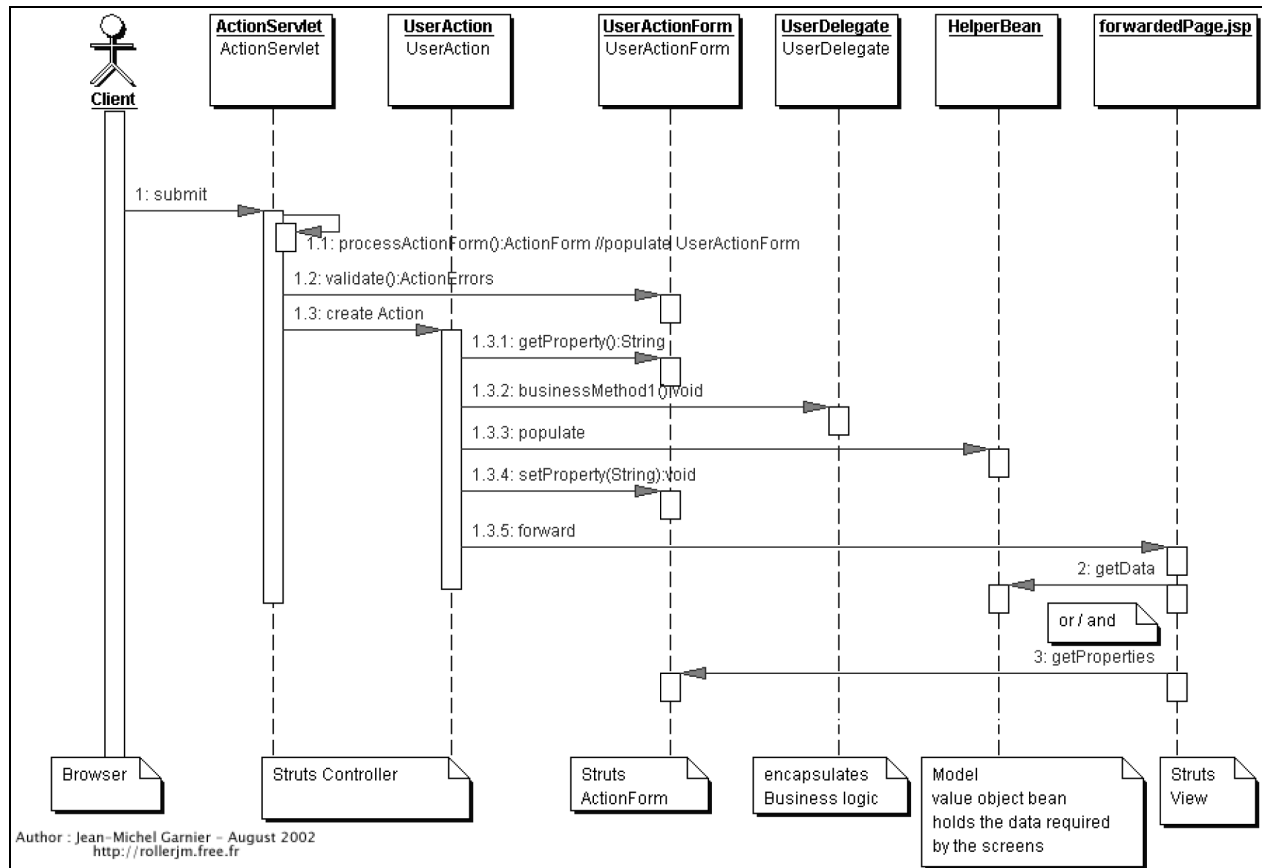 ActionServlet
ActionServlet
UserAction
UserAction
UserActionForm
UserActionForm
UserDelegate
UserDelegate
HelperBean
forwardedPage.jsp
Client
1: submit
1.1: processActionForm():ActionForm //populate UserActionForm
1.2: validate():ActionErrors
1.3: create Action
1.3.1: getProperty():String
1.3.2: businessMethod1():void
1.3.3: populate
1.3.4: setProperty(String):void
1.3.5: forward
2: getData
or / and
3: getProperties
Browser
Struts Controller
Struts
ActionForm
encapsulates
Business logic
Model
value object bean
holds the data required
by the screens
Struts
View
Author : Jean-Michel Garnier - August 2002
http://rollerjm.free.fr